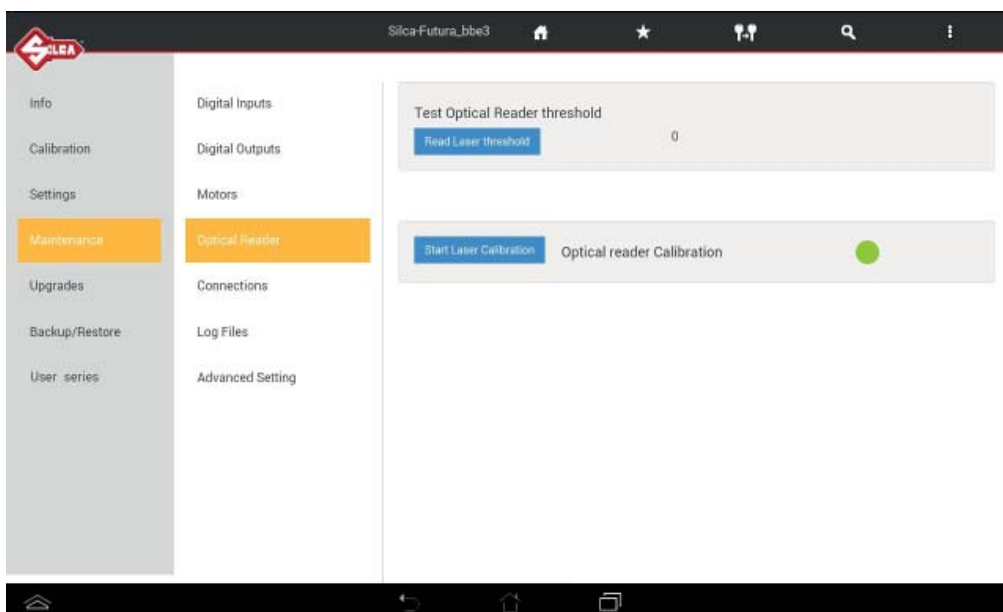 SILCA
Silca-Futura_bbe3
Info
Calibration
Settings
Maintenance
Upgrades
Backup/Restore
User series
Digital Inputs
Digital Outputs
Motors
Optical Reader
Connections
Log Files
Advanced Setting
Test Optical Reader threshold
Read Laser threshold 0
Start Laser Calibration Optical reader Calibration